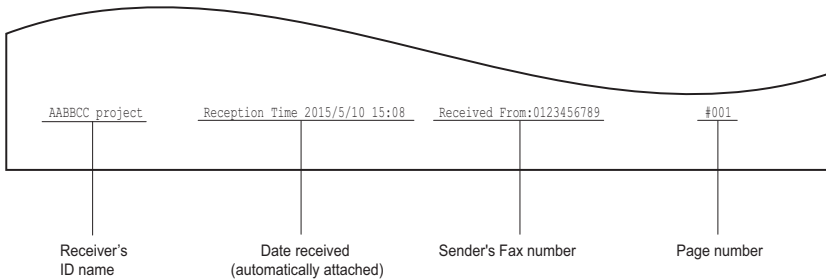 AABBCC project Reception Time 2015/5/10 15:08 Received From:0123456789 #001
Receiver's Date received Sender's Fax number Page number
ID name (automatically attached)